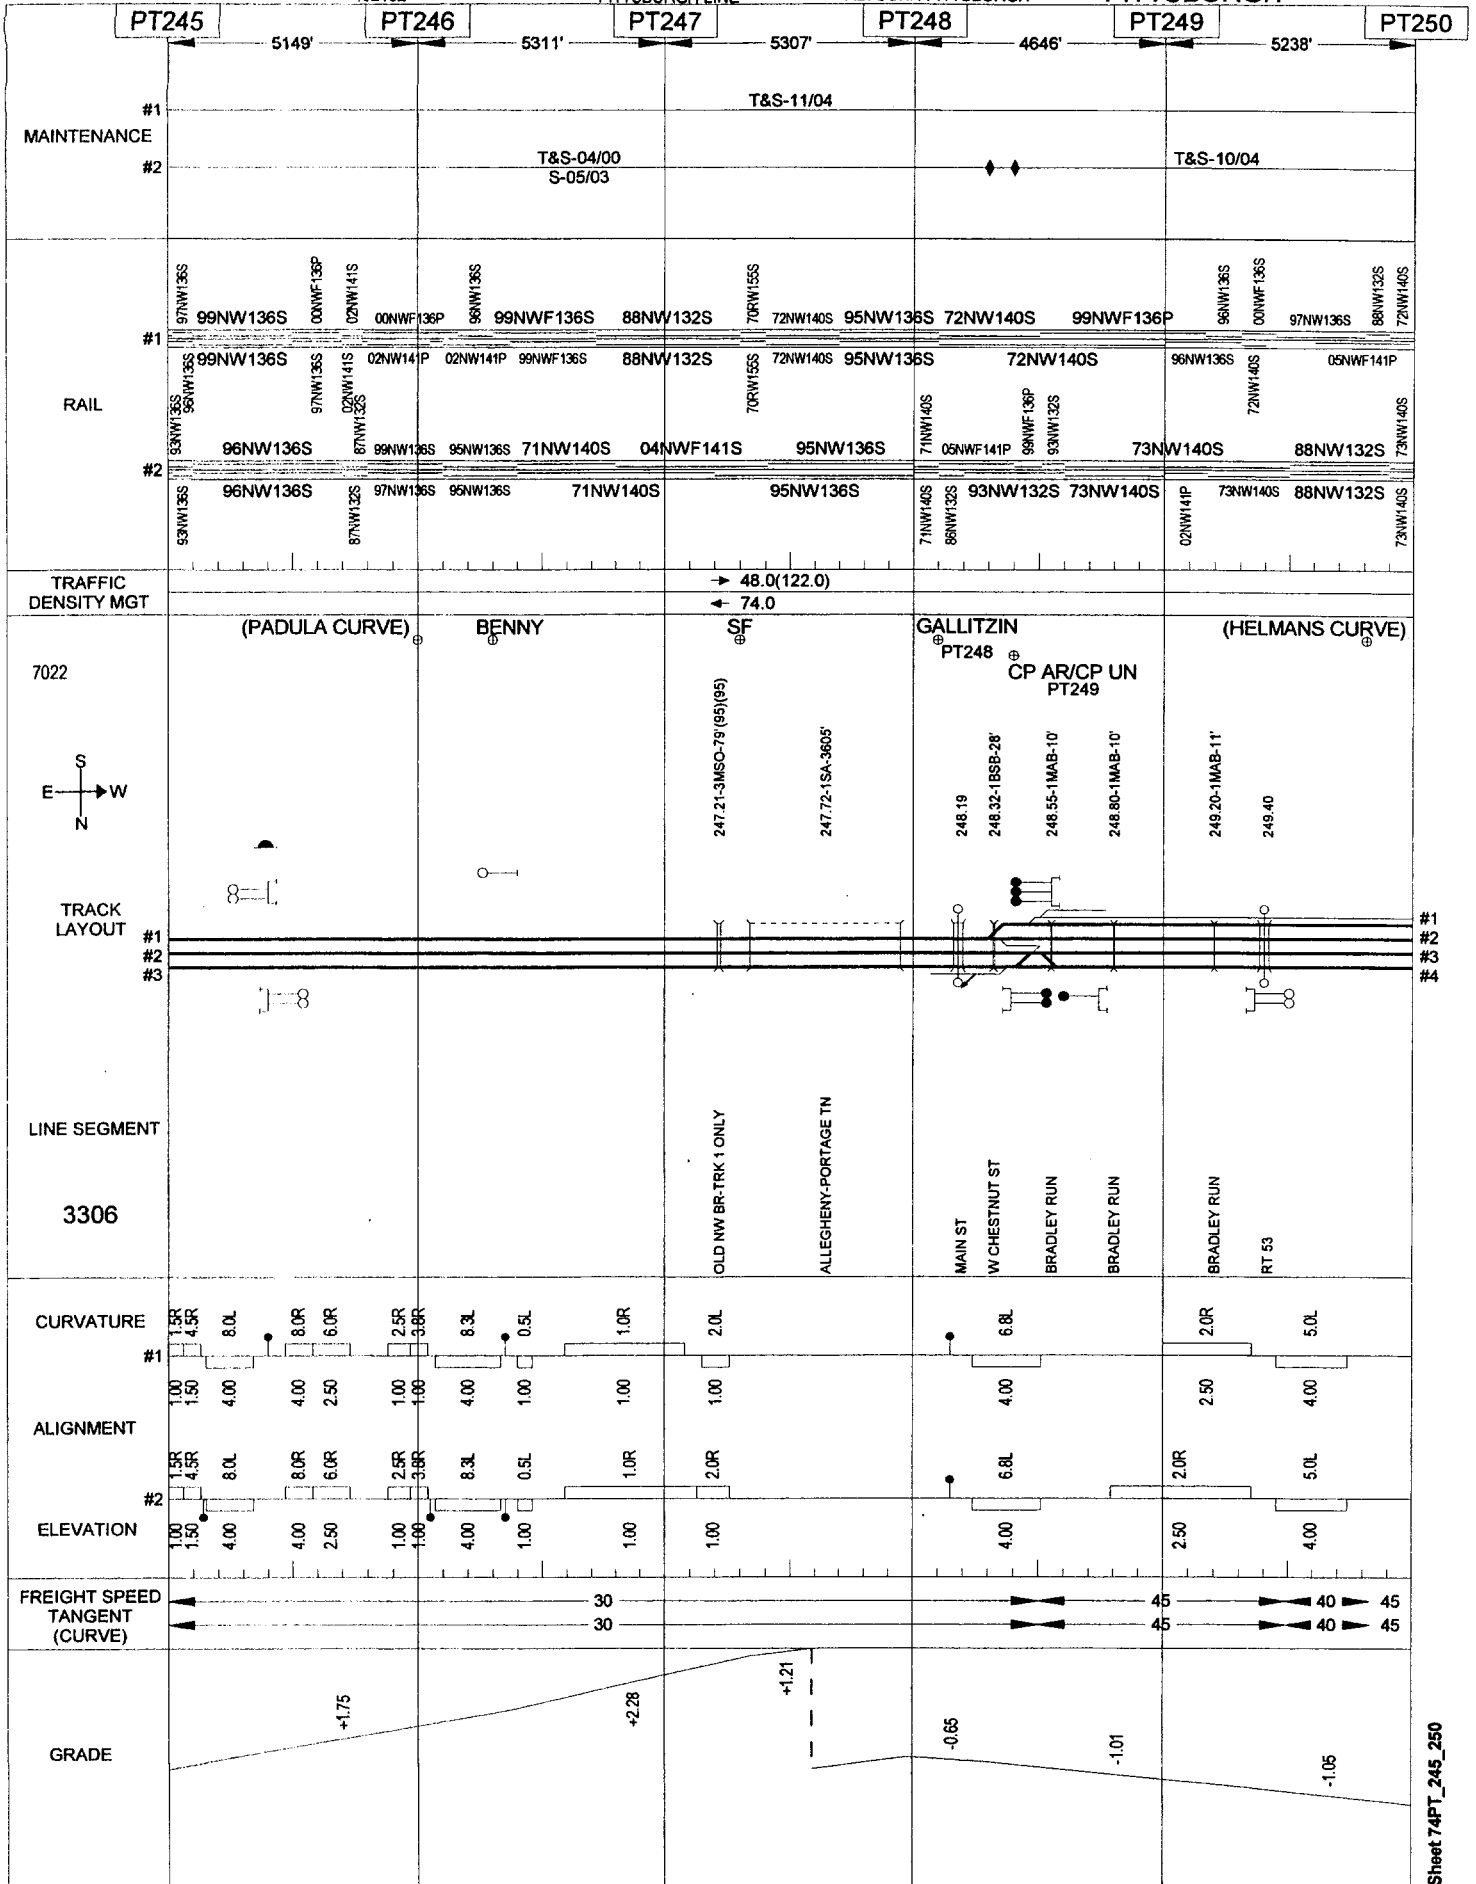 PITTSBURGH LINE
PITTSBURGH
PT245 PT246 PT247 PT248 PT249 PT250
5149' 5311' 5307' 4646' 5238'
MAINTENANCE
#1
T&S-11/04
#2
T&S-04/00
S-05/03
T&S-10/04
RAIL
97NW136S 99NW136S 00NWF136P 02NW141S 00NWF136P 96NW136S 99NWF136S 88NW132S 70RW155S 72NW140S 95NW136S 72NW140S 99NWF136P 96NW136S 00NWF136S 97NW136S 88NW132S 72NW140S
#1
96NW136S 99NW136S 97NW136S 02NW141S 02NW141P 02NW141P 99NWF136S 88NW132S 70RW155S 72NW140S 95NW136S 72NW140S 96NW136S 72NW140S 05NWF141P
93NW136S 96NW136S 87NW132S 99NW136S 95NW136S 71NW140S 04NWF141S 95NW136S 71NW140S 05NWF141P 99NWF136P 93NW132S 73NW140S 88NW132S 73NW140S
#2
93NW136S 96NW136S 87NW132S 97NW136S 95NW136S 71NW140S 95NW136S 71NW140S 86NW132S 93NW132S 73NW140S 02NW141P 73NW140S 88NW132S 73NW140S
TRAFFIC
DENSITY MGT
48.0(122.0)
74.0
(PADULA CURVE) BENNY SF GALLITZIN (HELMANS CURVE)
PT248
CP AR/CP UN
PT249
7022
S
E W
N
247.21-3MSO-79'(95)(95)
247.72-1SA-3605'
248.19
248.32-1BSB-28'
248.55-1MAB-10'
248.80-1MAB-10'
249.20-1MAB-11'
249.40
TRACK
LAYOUT
#1
#2
#3
#1
#2
#3
#4
LINE SEGMENT
3306
OLD NW BR-TRK 1 ONLY
ALLEGHENY-PORTAGE TN
MAIN ST
W CHESTNUT ST
BRADLEY RUN
BRADLEY RUN
BRADLEY RUN
RT 53
CURVATURE
1.5R 4.5R 8.0L 8.0R 6.0R 2.5R 3.8R 8.3L 0.5L 1.0R 2.0L 6.8L 2.0R 5.0L
#1
1.00 1.50 4.00 4.00 2.50 1.00 1.00 4.00 1.00 1.00 1.00 4.00 2.50 4.00
ALIGNMENT
1.5R 4.5R 8.0L 8.0R 6.0R 2.5R 3.8R 8.3L 0.5L 1.0R 2.0R 6.8L 2.0R 5.0L
#2
ELEVATION
1.00 1.50 4.00 4.00 2.50 1.00 1.00 4.00 1.00 1.00 1.00 4.00 2.50 4.00
FREIGHT SPEED
TANGENT
(CURVE)
30 45 40 45
30 45 40 45
GRADE
+1.75 +2.28 +1.21 -0.65 -1.01 -1.05
Sheet 74PT_245_250